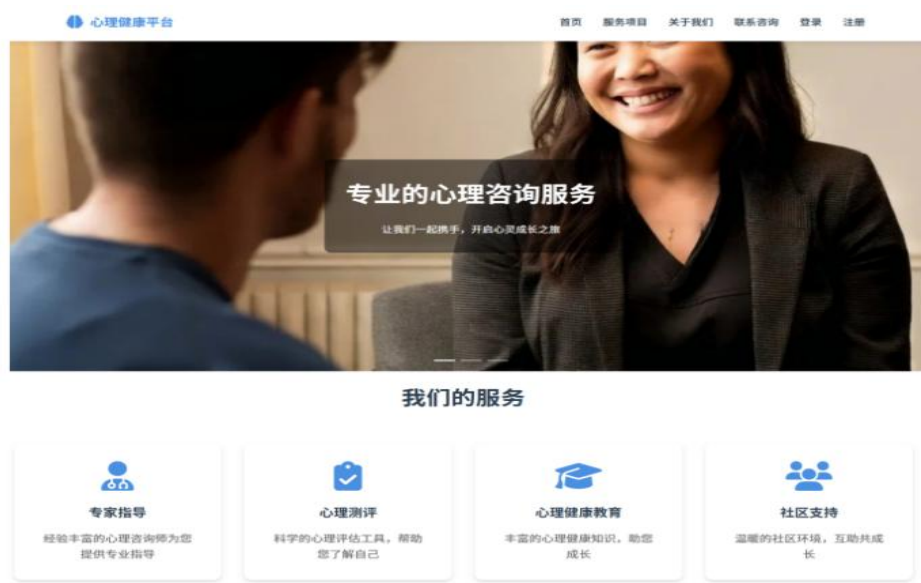 心理健康平台
首页 服务项目 关于我们 联系咨询 登录 注册
专业的心理咨询服务
让我们一起携手，开启心灵成长之旅
我们的服务
专家指导
经验丰富的心理咨询师为您
提供专业指导
心理测评
科学的心理评估工具，帮助
您了解自己
心理健康教育
丰富的心理健康知识，助您
成长
社区支持
温暖的社区环境，互助共成
长